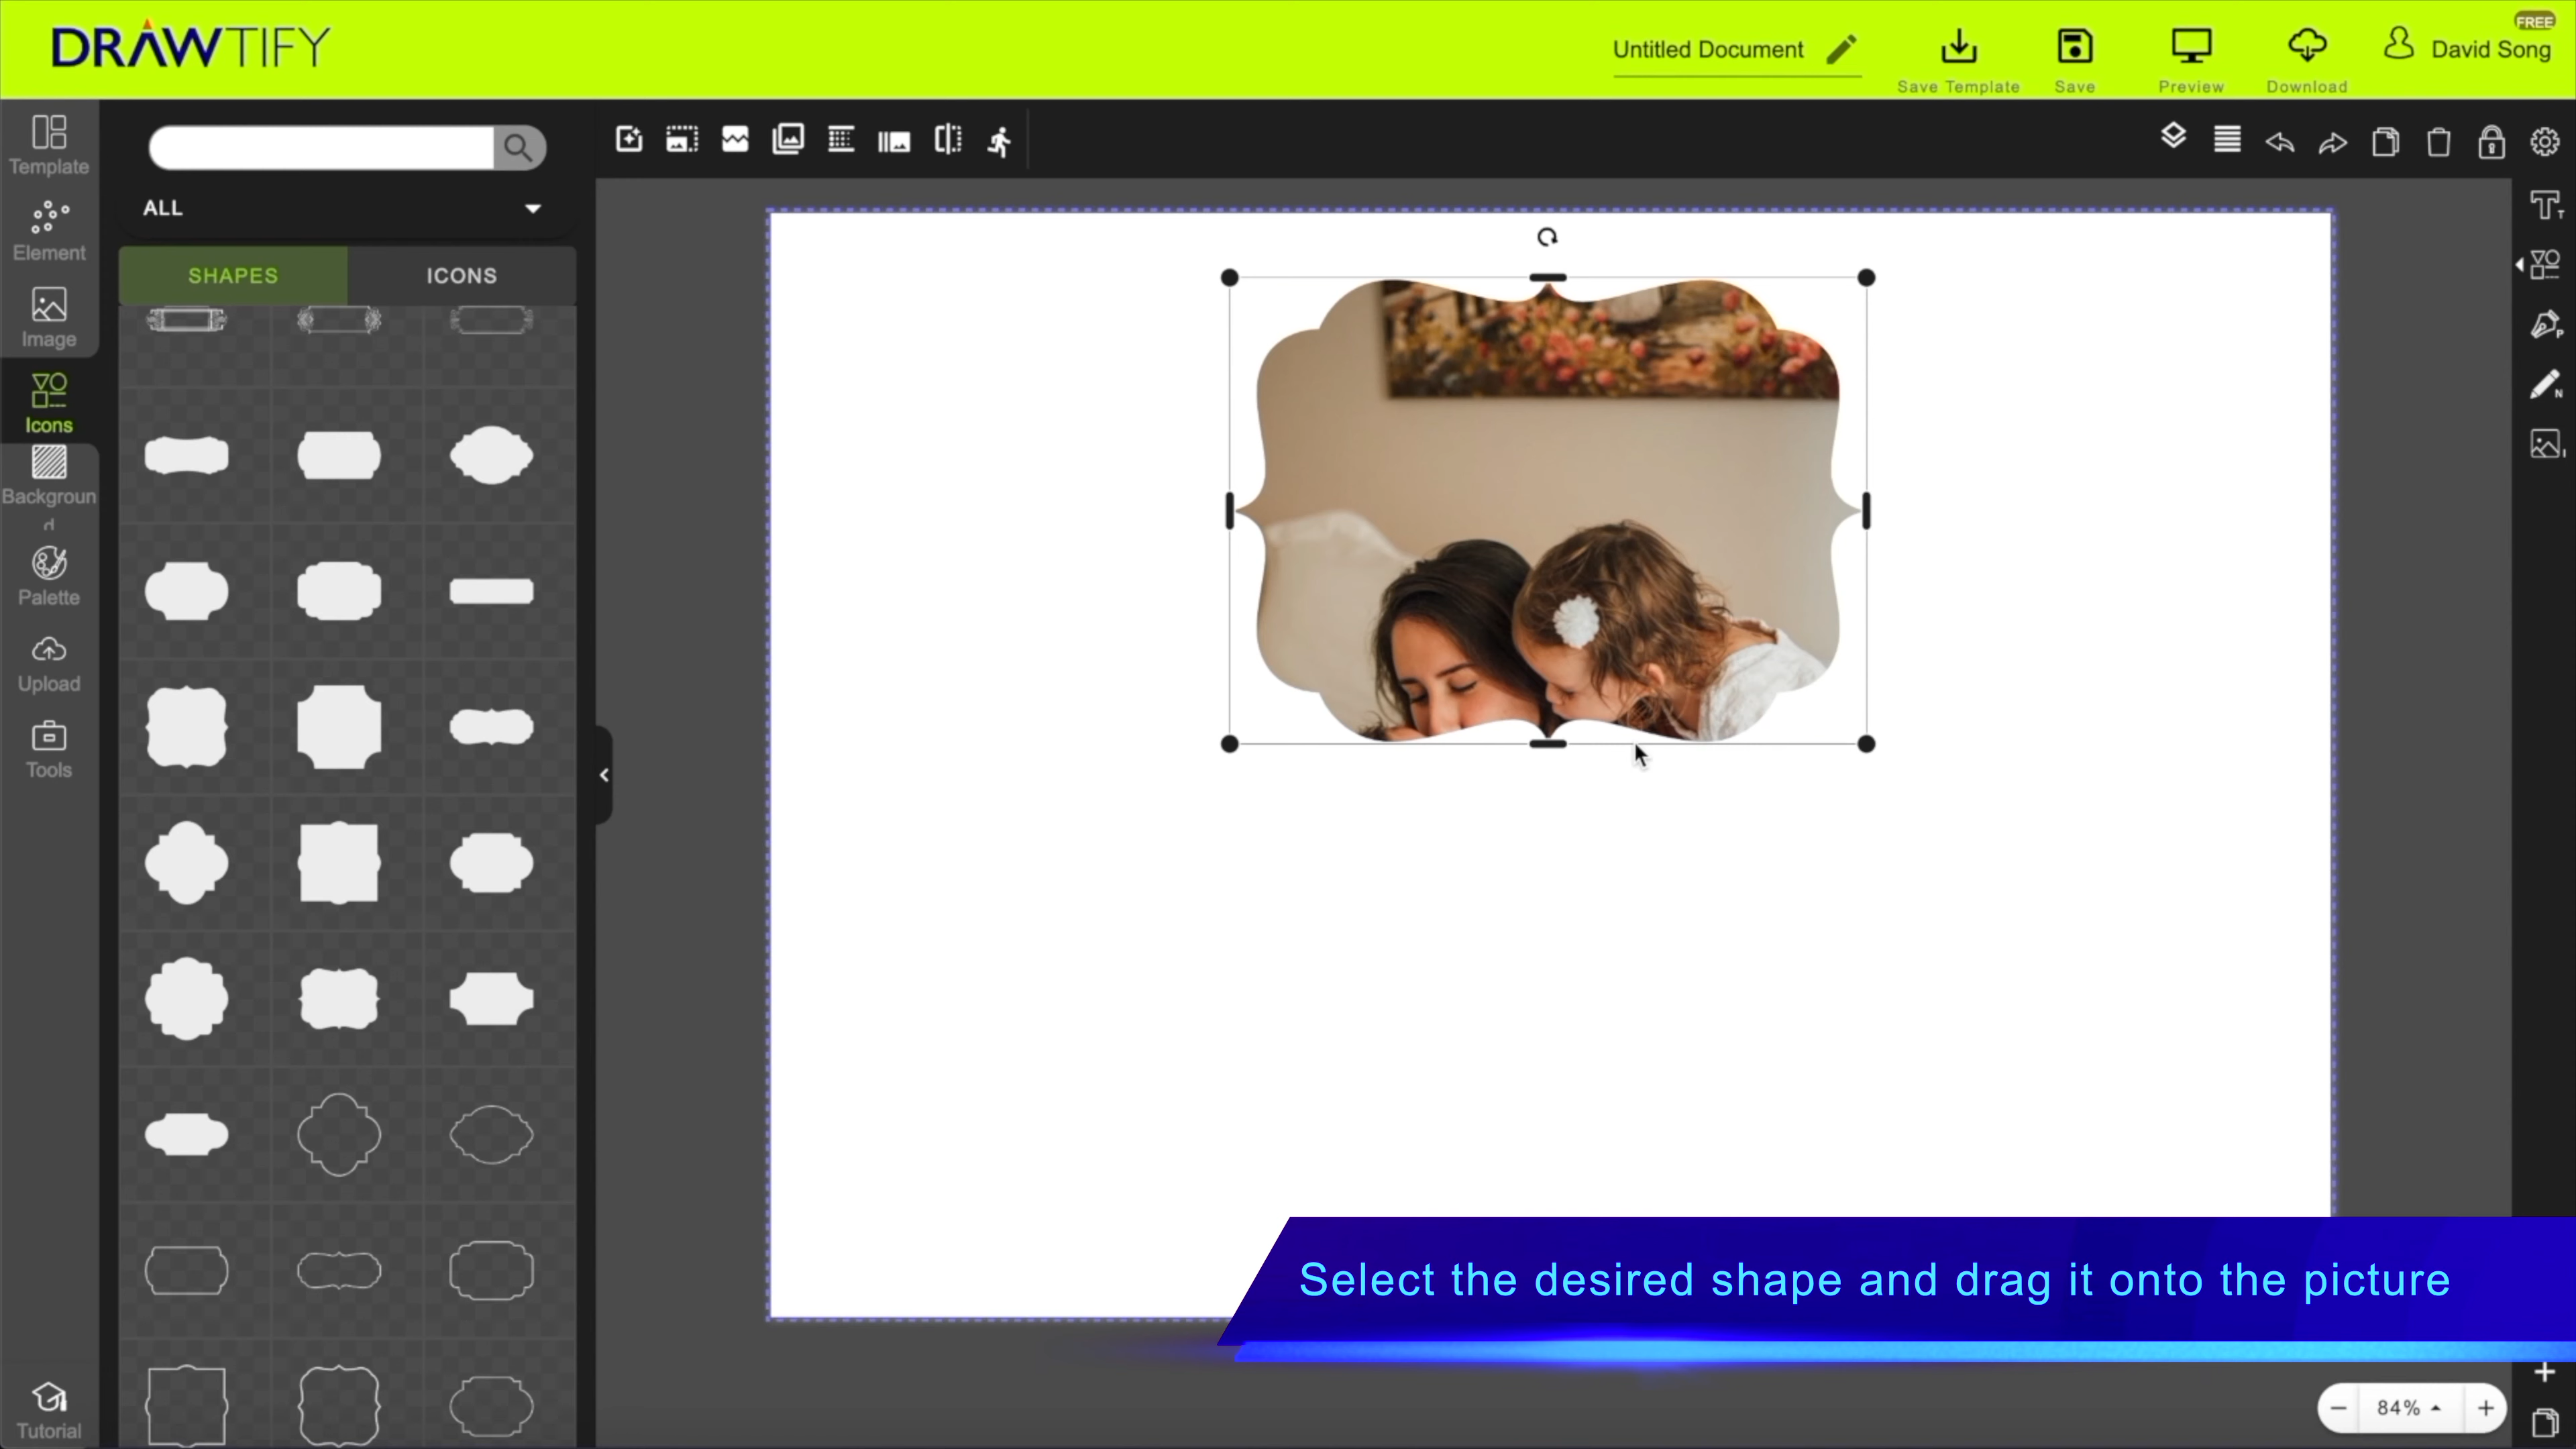 DRAWTIFY
Untitled Document
Save Template
Save
Preview
Download
FREE
David Song
Template
Element
Image
Icons
Backgroun
d
Palette
Upload
Tools
Tutorial
ALL
SHAPES
ICONS
T
P
N
I
Select the desired shape and drag it onto the picture
84%